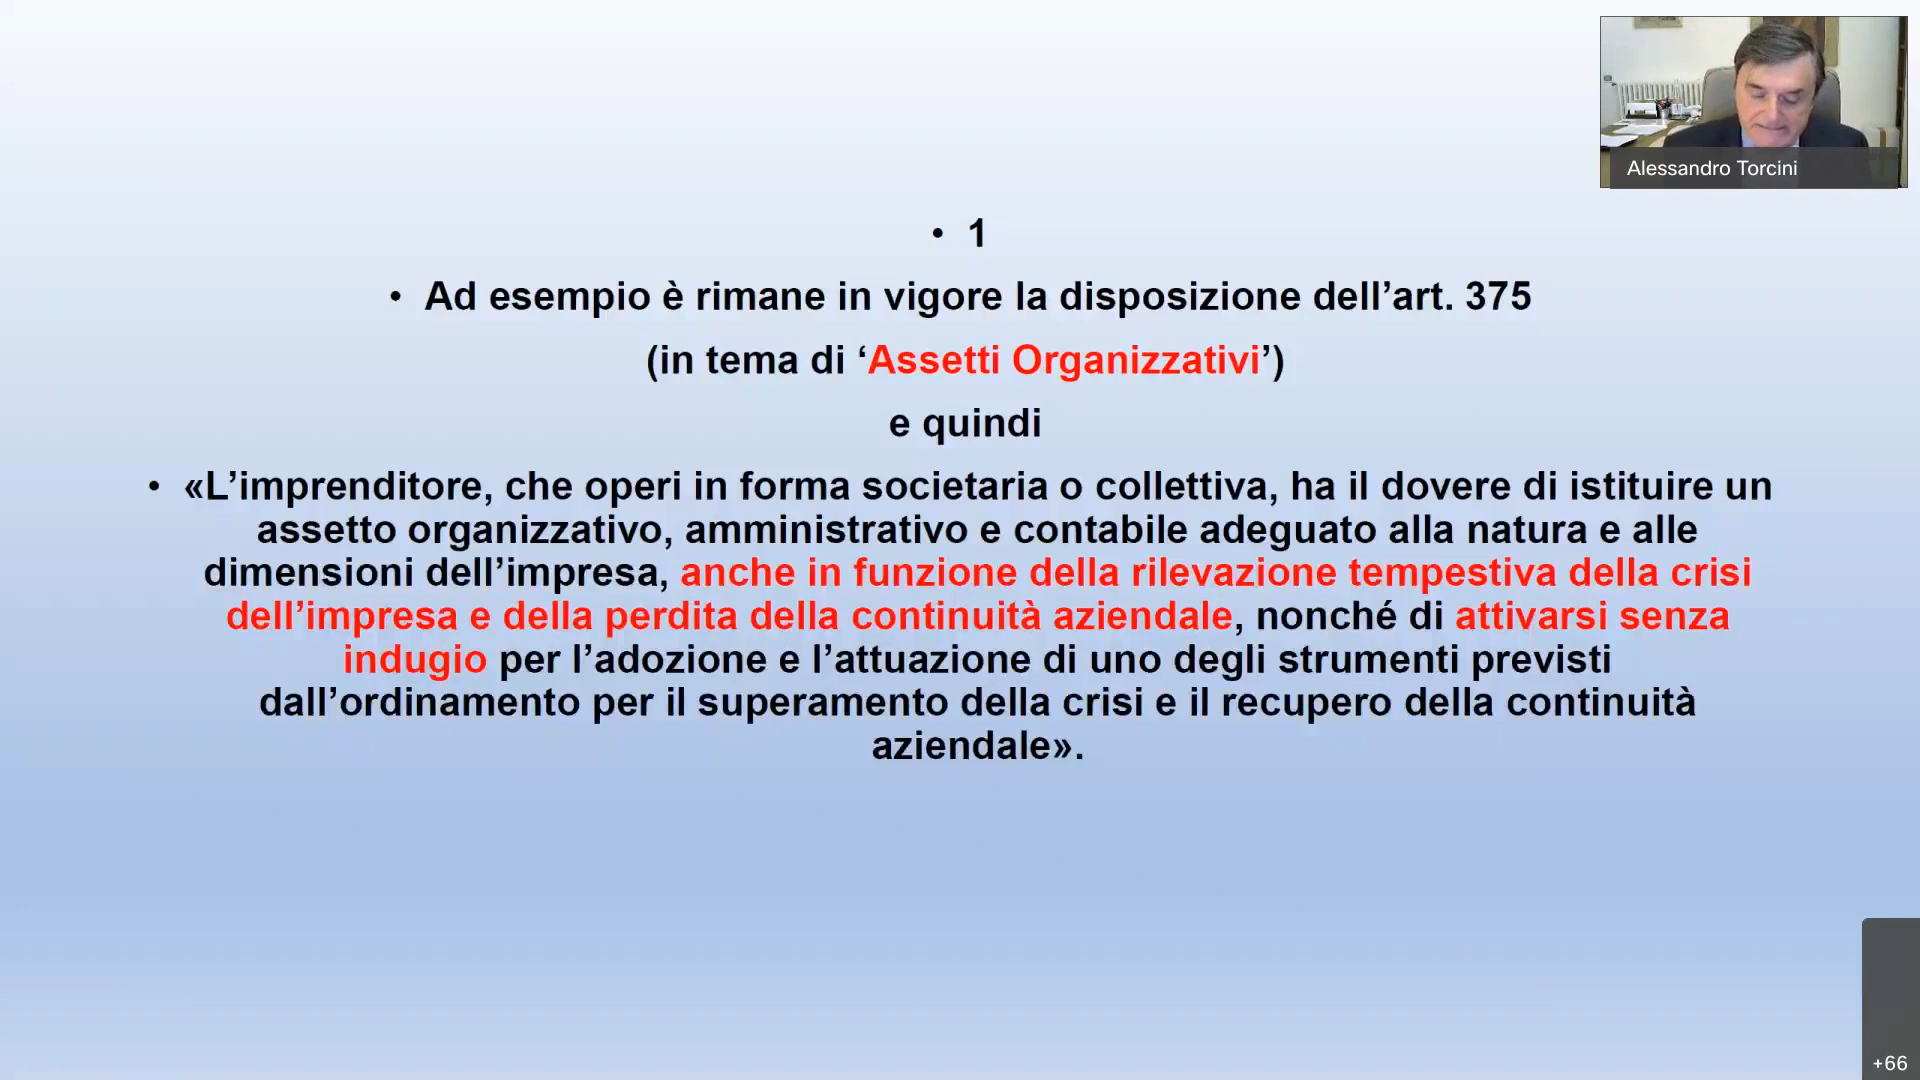 Alessandro Torcini
• 1
• Ad esempio è rimane in vigore la disposizione dell’art. 375
(in tema di ‘Assetti Organizzativi’)
e quindi
• «L’imprenditore, che operi in forma societaria o collettiva, ha il dovere di istituire un
assetto organizzativo, amministrativo e contabile adeguato alla natura e alle
dimensioni dell’impresa, anche in funzione della rilevazione tempestiva della crisi
dell’impresa e della perdita della continuità aziendale, nonché di attivarsi senza
indugio per l’adozione e l’attuazione di uno degli strumenti previsti
dall’ordinamento per il superamento della crisi e il recupero della continuità
aziendale».
+66